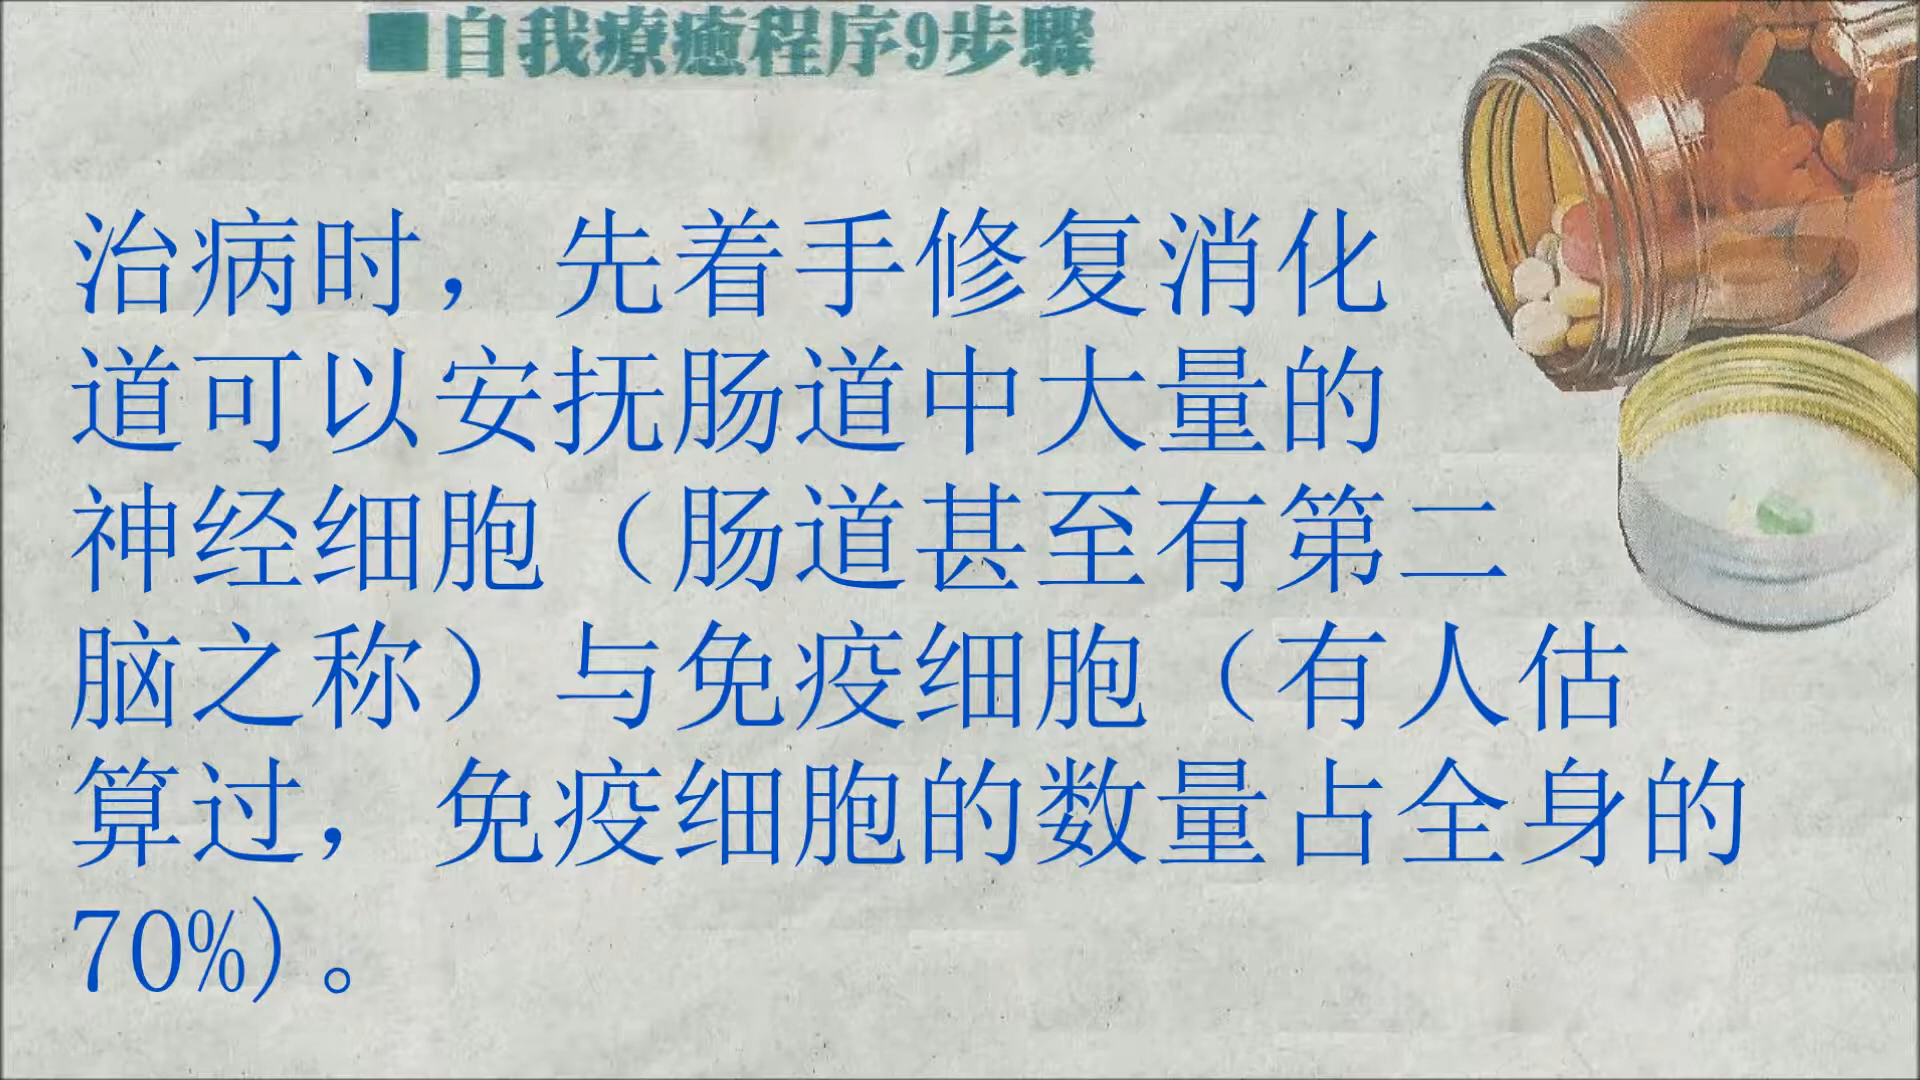 ■自我療癒程序9步驟
治病时，先着手修复消化
道可以安抚肠道中大量的
神经细胞（肠道甚至有第二
脑之称）与免疫细胞（有人估
算过，免疫细胞的数量占全身的
70%)。